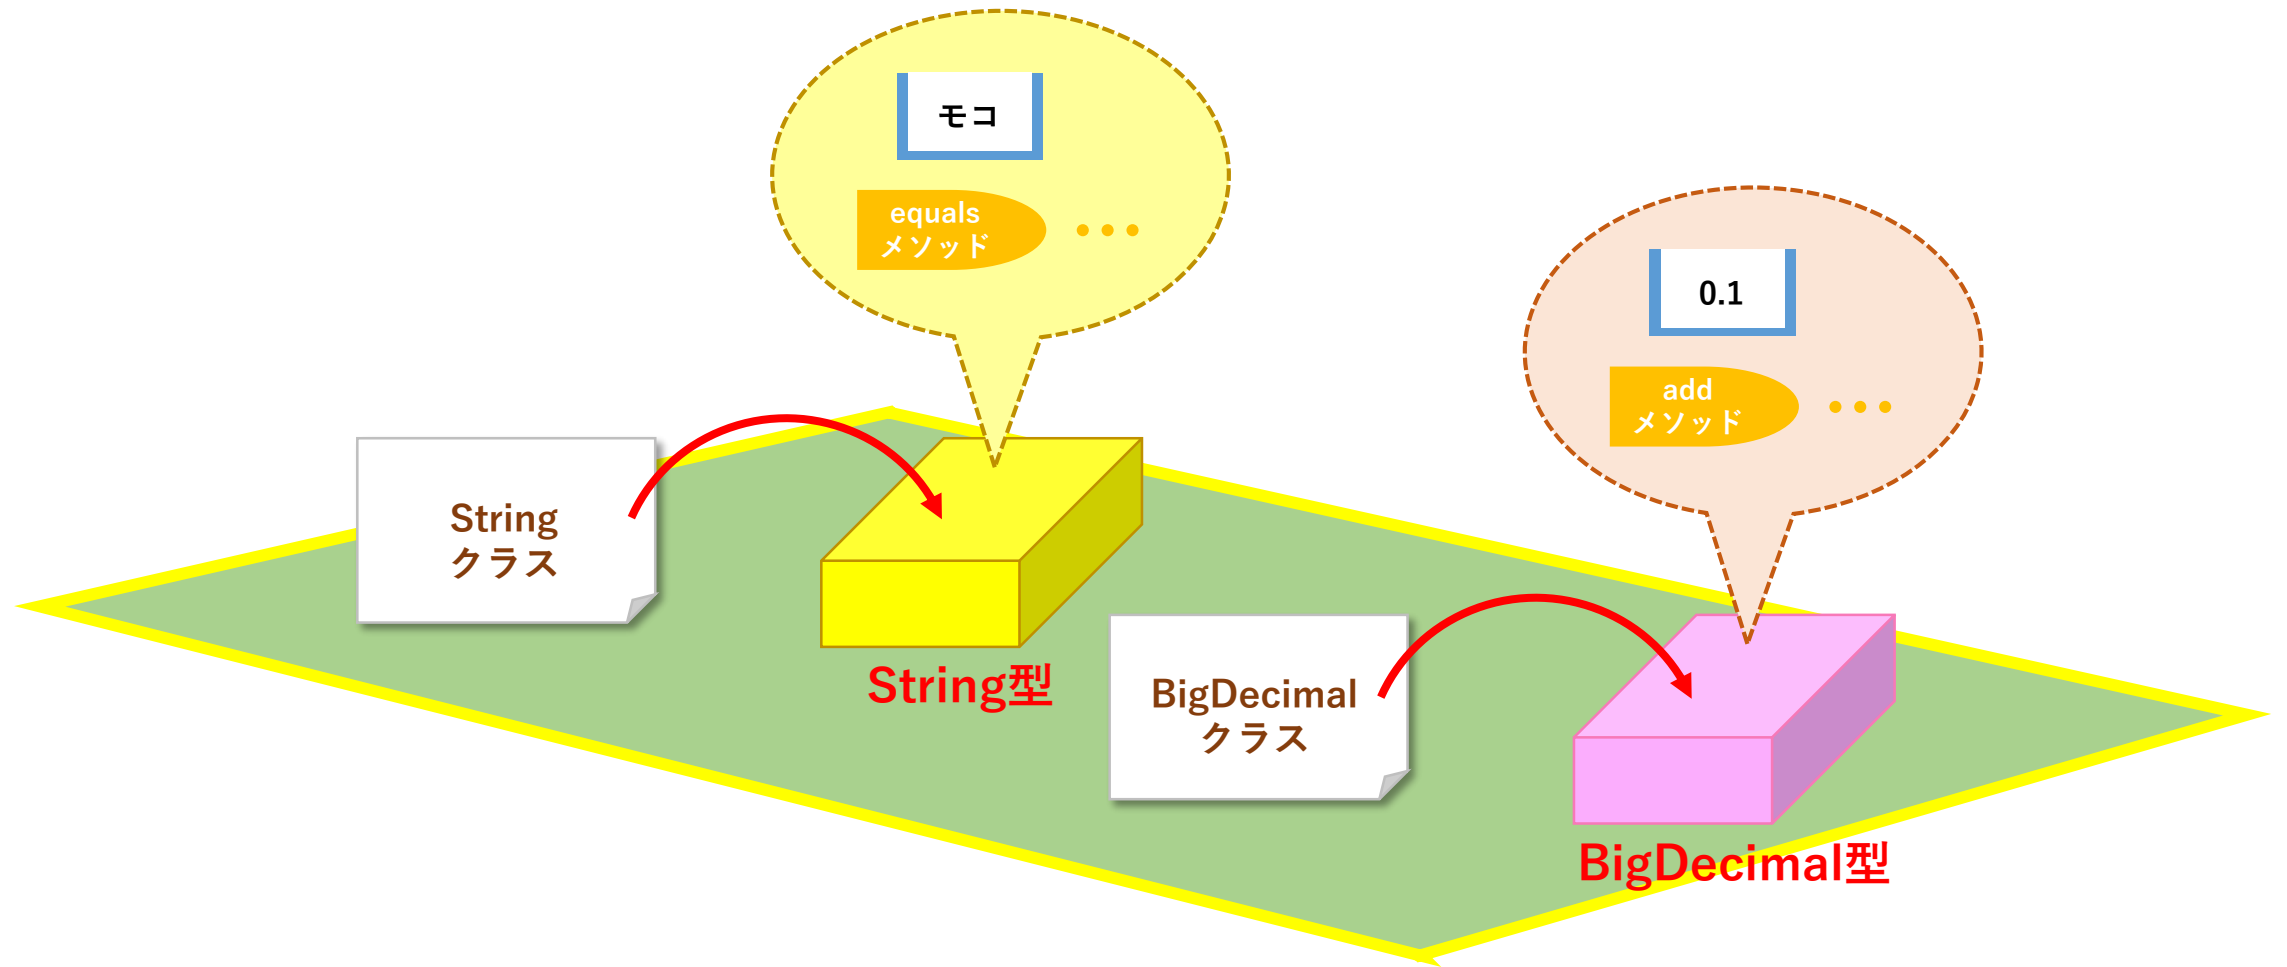 モコ
equals
メソッド
String
クラス
String型
0.1
add
メソッド
BigDecimal
クラス
BigDecimal型